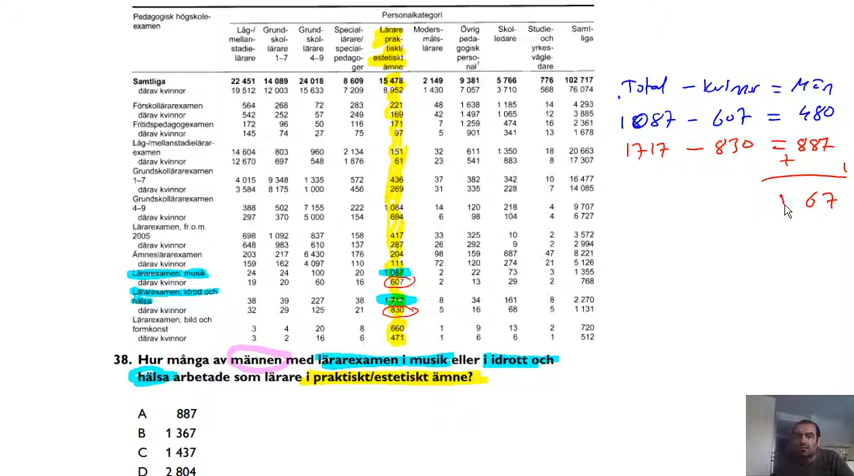 Pedagogisk högskole-
examen
Personalkategori
Låg-/
mellan-
stadie-
lärare
Grund-
skol-
lärare
1–7
Grund-
skol-
lärare
4–9
Special-
lärare/
special-
pedago-
ger
Lärare
prak-
tiskt/
estetiskt
ämne
Moders-
måls-
lärare
Övrig
peda-
gogisk
perso-
nal¹
Skol-
ledare
Studie-
och
yrkes-
vägle-
dare
Samt-
liga
Samtliga 22 451 14 089 24 018 8 609 15 478 2 149 9 381 5 766 776 102 717
därav kvinnor 19 512 12 003 15 633 7 209 8 952 1 430 7 057 3 710 568 76 074
Förskollärarexamen 564 268 72 283 221 48 1 638 1 185 14 4 293
därav kvinnor 542 252 57 249 169 42 1 497 1 065 12 3 885
Fritidspedagogexamen 172 96 50 116 171 7 1 259 471 19 2 361
därav kvinnor 145 74 27 75 97 5 901 341 13 1 678
Låg-/mellanstadielärar-
examen 14 604 803 960 2 134 151 32 611 1 350 18 20 663
därav kvinnor 12 670 697 548 1 876 61 23 541 883 8 17 307
Grundskollärarexamen
1–7 4 015 9 348 1 335 572 436 37 382 342 10 16 477
därav kvinnor 3 584 8 175 1 000 456 269 31 335 228 7 14 085
Grundskollärarexamen
4–9 388 502 7 155 222 1 084 14 120 218 4 9 707
därav kvinnor 297 370 5 000 154 694 6 98 104 4 6 727
Lärarexamen, fr.o.m.
2005 698 1 092 837 158 417 33 325 10 2 3 572
därav kvinnor 648 983 610 137 287 26 292 9 2 2 994
Ämneslärarexamen 203 217 6 430 176 204 98 159 687 47 8 221
därav kvinnor 159 162 4 097 110 111 72 120 274 21 5 126
Lärarexamen, musik 24 24 100 20 1 087 2 22 73 3 1 355
därav kvinnor 19 20 60 16 607 2 13 29 2 768
Lärarexamen, idrott och
hälsa 38 39 227 38 1 717 8 34 161 8 2 270
därav kvinnor 32 29 125 21 830 5 16 68 5 1 131
Lärarexamen, bild och
formkonst 3 4 20 8 660 1 9 13 2 720
därav kvinnor 3 2 16 6 471 1 6 6 1 512
Total – kvinnor = Män
1087 – 607 = 480
1717 – 830 = 887
+
1
1 67
38. Hur många av männen med lärarexamen i musik eller i idrott och
hälsa arbetade som lärare i praktiskt/estetiskt ämne?
A 887
B 1 367
C 1 437
D 2 804